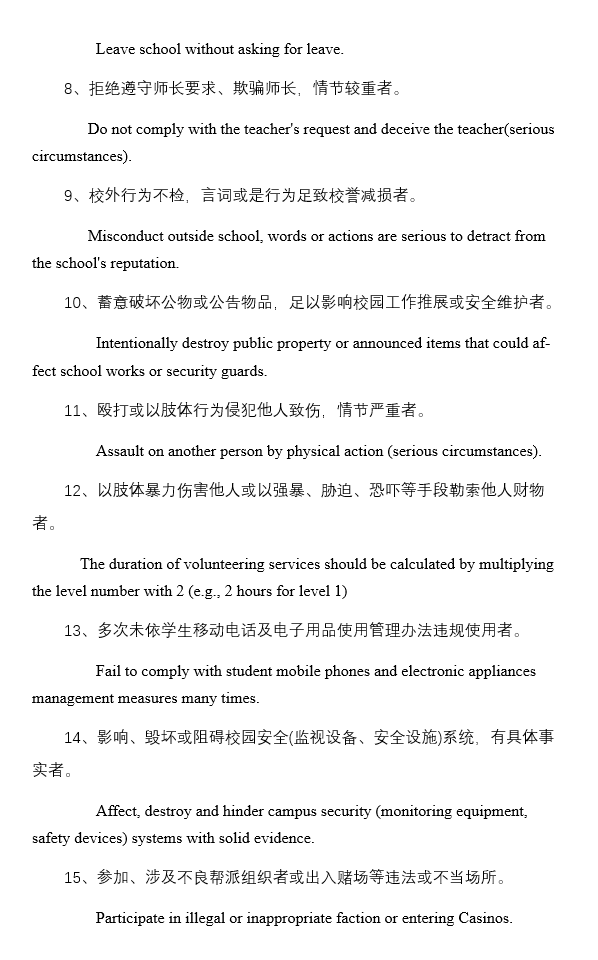 Leave school without asking for leave.
8、拒绝遵守师长要求、欺骗师长，情节较重者。
Do not comply with the teacher's request and deceive the teacher(serious
circumstances).
9、校外行为不检，言词或是行为足致校誉减损者。
Misconduct outside school, words or actions are serious to detract from
the school's reputation.
10、蓄意破坏公物或公告物品，足以影响校园工作推展或安全维护者。
Intentionally destroy public property or announced items that could af-
fect school works or security guards.
11、殴打或以肢体行为侵犯他人致伤，情节严重者。
Assault on another person by physical action (serious circumstances).
12、以肢体暴力伤害他人或以强暴、胁迫、恐吓等手段勒索他人财物
者。
The duration of volunteering services should be calculated by multiplying
the level number with 2 (e.g., 2 hours for level 1)
13、多次未依学生移动电话及电子用品使用管理办法违规使用者。
Fail to comply with student mobile phones and electronic appliances
management measures many times.
14、影响、毁坏或阻碍校园安全(监视设备、安全设施)系统，有具体事
实者。
Affect, destroy and hinder campus security (monitoring equipment,
safety devices) systems with solid evidence.
15、参加、涉及不良帮派组织者或出入赌场等违法或不当场所。
Participate in illegal or inappropriate faction or entering Casinos.